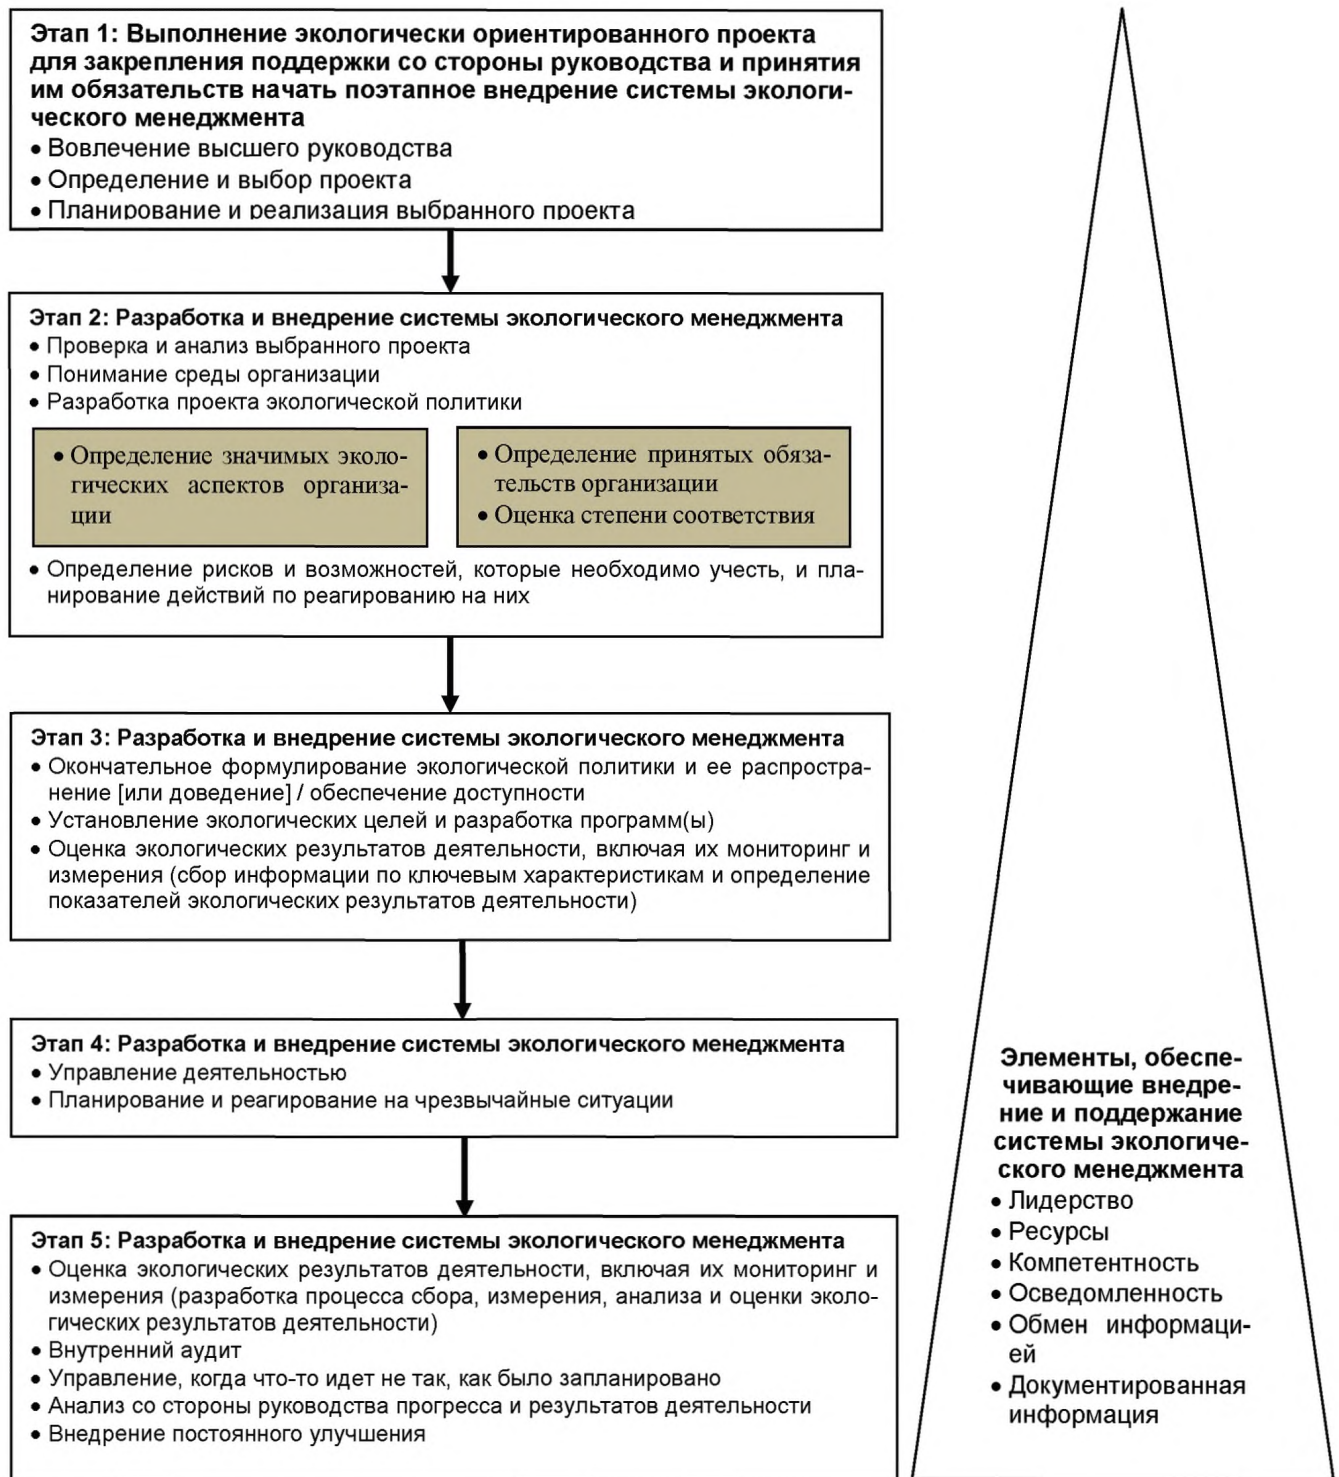 Этап 1: Выполнение экологически ориентированного проекта
для закрепления поддержки со стороны руководства и принятия
им обязательств начать поэтапное внедрение системы экологи-
ческого менеджмента
• Вовлечение высшего руководства
• Определение и выбор проекта
• Планирование и реализация выбранного проекта
Этап 2: Разработка и внедрение системы экологического менеджмента
• Проверка и анализ выбранного проекта
• Понимание среды организации
• Разработка проекта экологической политики
• Определение значимых эколо-
гических аспектов организа-
ции
• Определение принятых обяза-
тельств организации
• Оценка степени соответствия
• Определение рисков и возможностей, которые необходимо учесть, и пла-
нирование действий по реагированию на них
Этап 3: Разработка и внедрение системы экологического менеджмента
• Окончательное формулирование экологической политики и ее распростра-
нение [или доведение] / обеспечение доступности
• Установление экологических целей и разработка программ(ы)
• Оценка экологических результатов деятельности, включая их мониторинг и
измерения (сбор информации по ключевым характеристикам и определение
показателей экологических результатов деятельности)
Этап 4: Разработка и внедрение системы экологического менеджмента
• Управление деятельностью
• Планирование и реагирование на чрезвычайные ситуации
Этап 5: Разработка и внедрение системы экологического менеджмента
• Оценка экологических результатов деятельности, включая их мониторинг и
измерения (разработка процесса сбора, измерения, анализа и оценки эколо-
гических результатов деятельности)
• Внутренний аудит
• Управление, когда что-то идет не так, как было запланировано
• Анализ со стороны руководства прогресса и результатов деятельности
• Внедрение постоянного улучшения
Элементы, обеспе-
чивающие внедре-
ние и поддержание
системы экологиче-
ского менеджмента
• Лидерство
• Ресурсы
• Компетентность
• Осведомленность
• Обмен информаци-
ей
• Документированная
информация